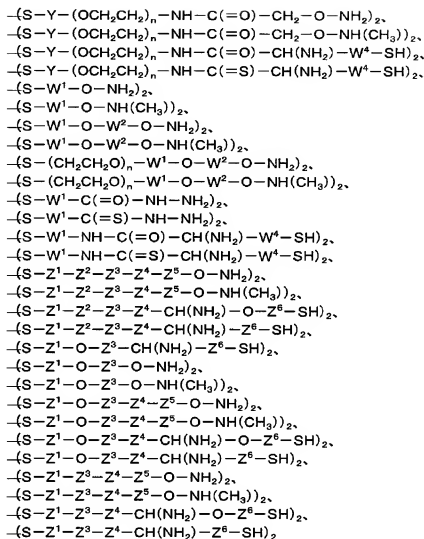 —(S—Y—(OCH₂CH₂)ₙ—NH—C(=O)—CH₂—O—NH₂)₂、
—(S—Y—(OCH₂CH₂)ₙ—NH—C(=O)—CH₂—O—NH(CH₃))₂、
—(S—Y—(OCH₂CH₂)ₙ—NH—C(=O)—CH(NH₂)—W⁴—SH)₂、
—(S—Y—(OCH₂CH₂)ₙ—NH—C(=S)—CH(NH₂)—W⁴—SH)₂、
—(S—W¹—O—NH₂)₂、
—(S—W¹—O—NH(CH₃))₂、
—(S—W¹—O—W²—O—NH₂)₂、
—(S—W¹—O—W²—O—NH(CH₃))₂、
—(S—(CH₂CH₂O)ₙ—W¹—O—W²—O—NH₂)₂、
—(S—(CH₂CH₂O)ₙ—W¹—O—W²—O—NH(CH₃))₂、
—(S—W¹—C(=O)—NH—NH₂)₂、
—(S—W¹—C(=S)—NH—NH₂)₂、
—(S—W¹—NH—C(=O)—CH(NH₂)—W⁴—SH)₂、
—(S—W¹—NH—C(=S)—CH(NH₂)—W⁴—SH)₂、
—(S—Z¹—Z²—Z³—Z⁴—Z⁵—O—NH₂)₂、
—(S—Z¹—Z²—Z³—Z⁴—Z⁵—O—NH(CH₃))₂、
—(S—Z¹—Z²—Z³—Z⁴—CH(NH₂)—O—Z⁶—SH)₂、
—(S—Z¹—Z²—Z³—Z⁴—CH(NH₂)—Z⁶—SH)₂、
—(S—Z¹—O—Z³—CH(NH₂)—Z⁶—SH)₂、
—(S—Z¹—O—Z³—O—NH₂)₂、
—(S—Z¹—O—Z³—O—NH(CH₃))₂、
—(S—Z¹—O—Z³—Z⁴—Z⁵—O—NH₂)₂、
—(S—Z¹—O—Z³—Z⁴—Z⁵—O—NH(CH₃))₂、
—(S—Z¹—O—Z³—Z⁴—CH(NH₂)—O—Z⁶—SH)₂、
—(S—Z¹—O—Z³—Z⁴—CH(NH₂)—Z⁶—SH)₂、
—(S—Z¹—Z³—Z⁴—Z⁵—O—NH₂)₂、
—(S—Z¹—Z³—Z⁴—Z⁵—O—NH(CH₃))₂、
—(S—Z¹—Z³—Z⁴—CH(NH₂)—O—Z⁶—SH)₂、
—(S—Z¹—Z³—Z⁴—CH(NH₂)—Z⁶—SH)₂、